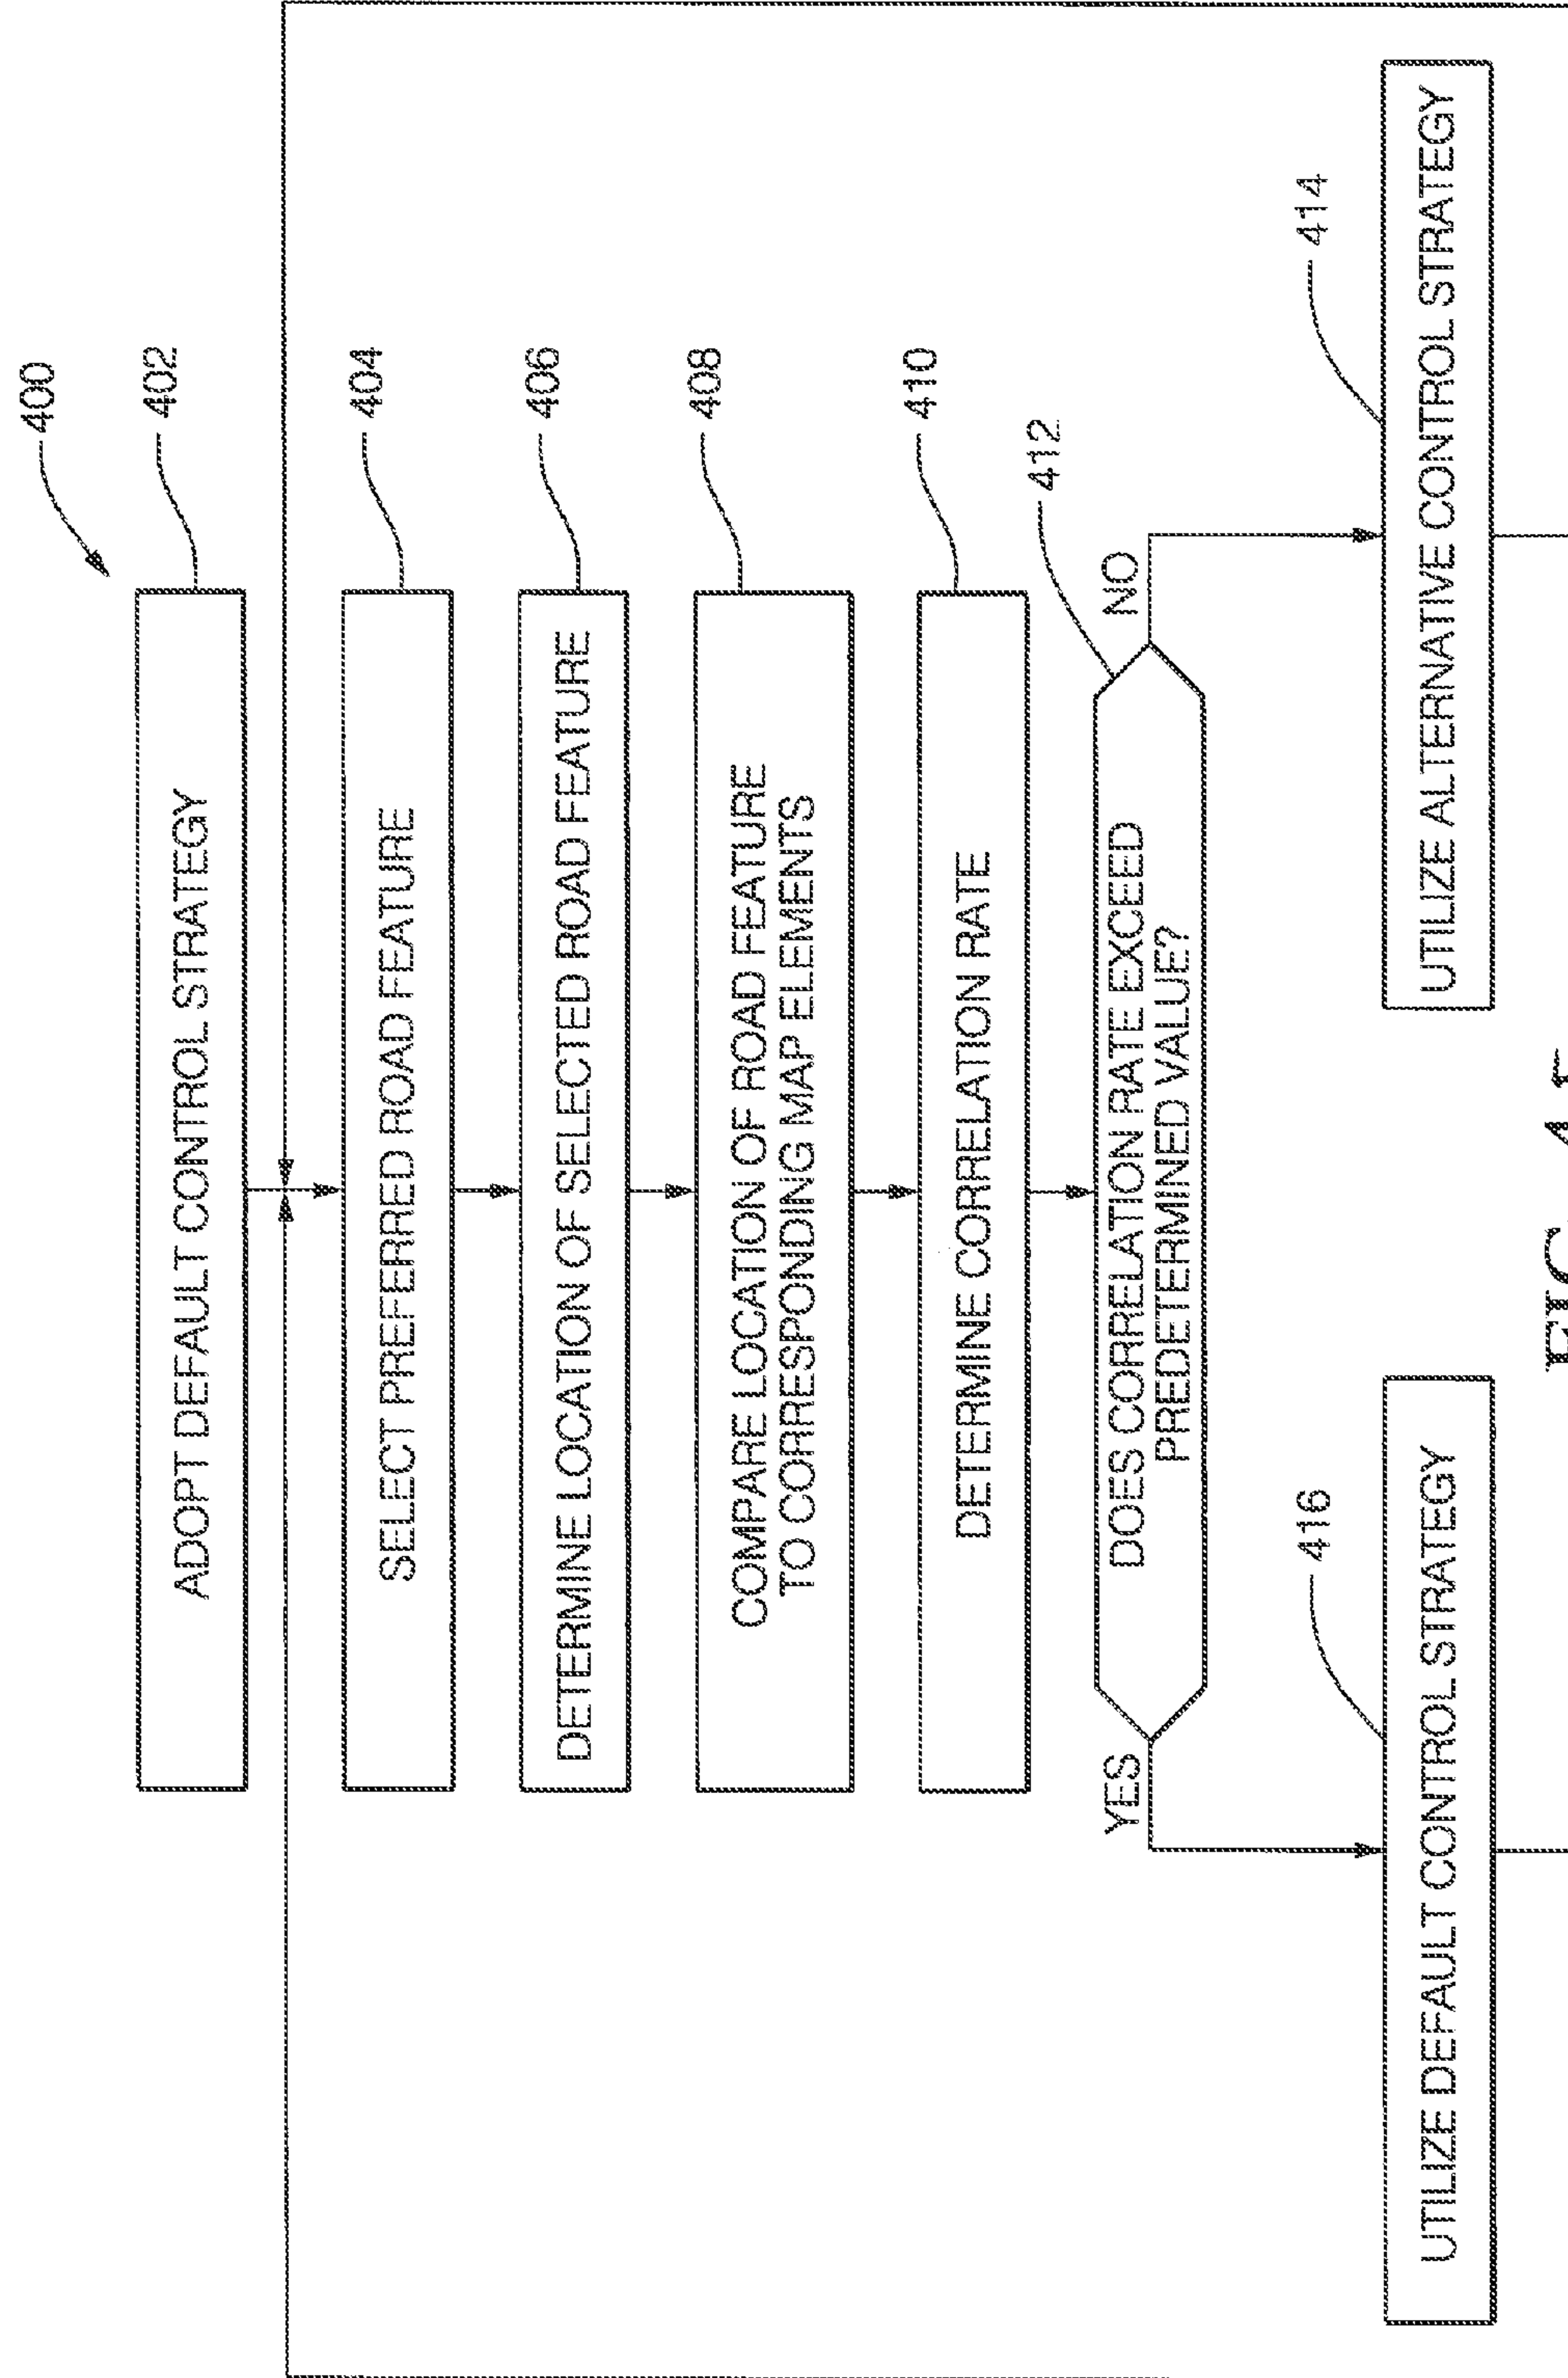 400
402
ADOPT DEFAULT CONTROL STRATEGY
404
SELECT PREFERRED ROAD FEATURE
406
DETERMINE LOCATION OF SELECTED ROAD FEATURE
408
COMPARE LOCATION OF ROAD FEATURE
TO CORRESPONDING MAP ELEMENTS
410
DETERMINE CORRELATION RATE
412
DOES CORRELATION RATE EXCEED
PREDETERMINED VALUE?
YES
NO
416
414
UTILIZE DEFAULT CONTROL STRATEGY
UTILIZE ALTERNATIVE CONTROL STRATEGY